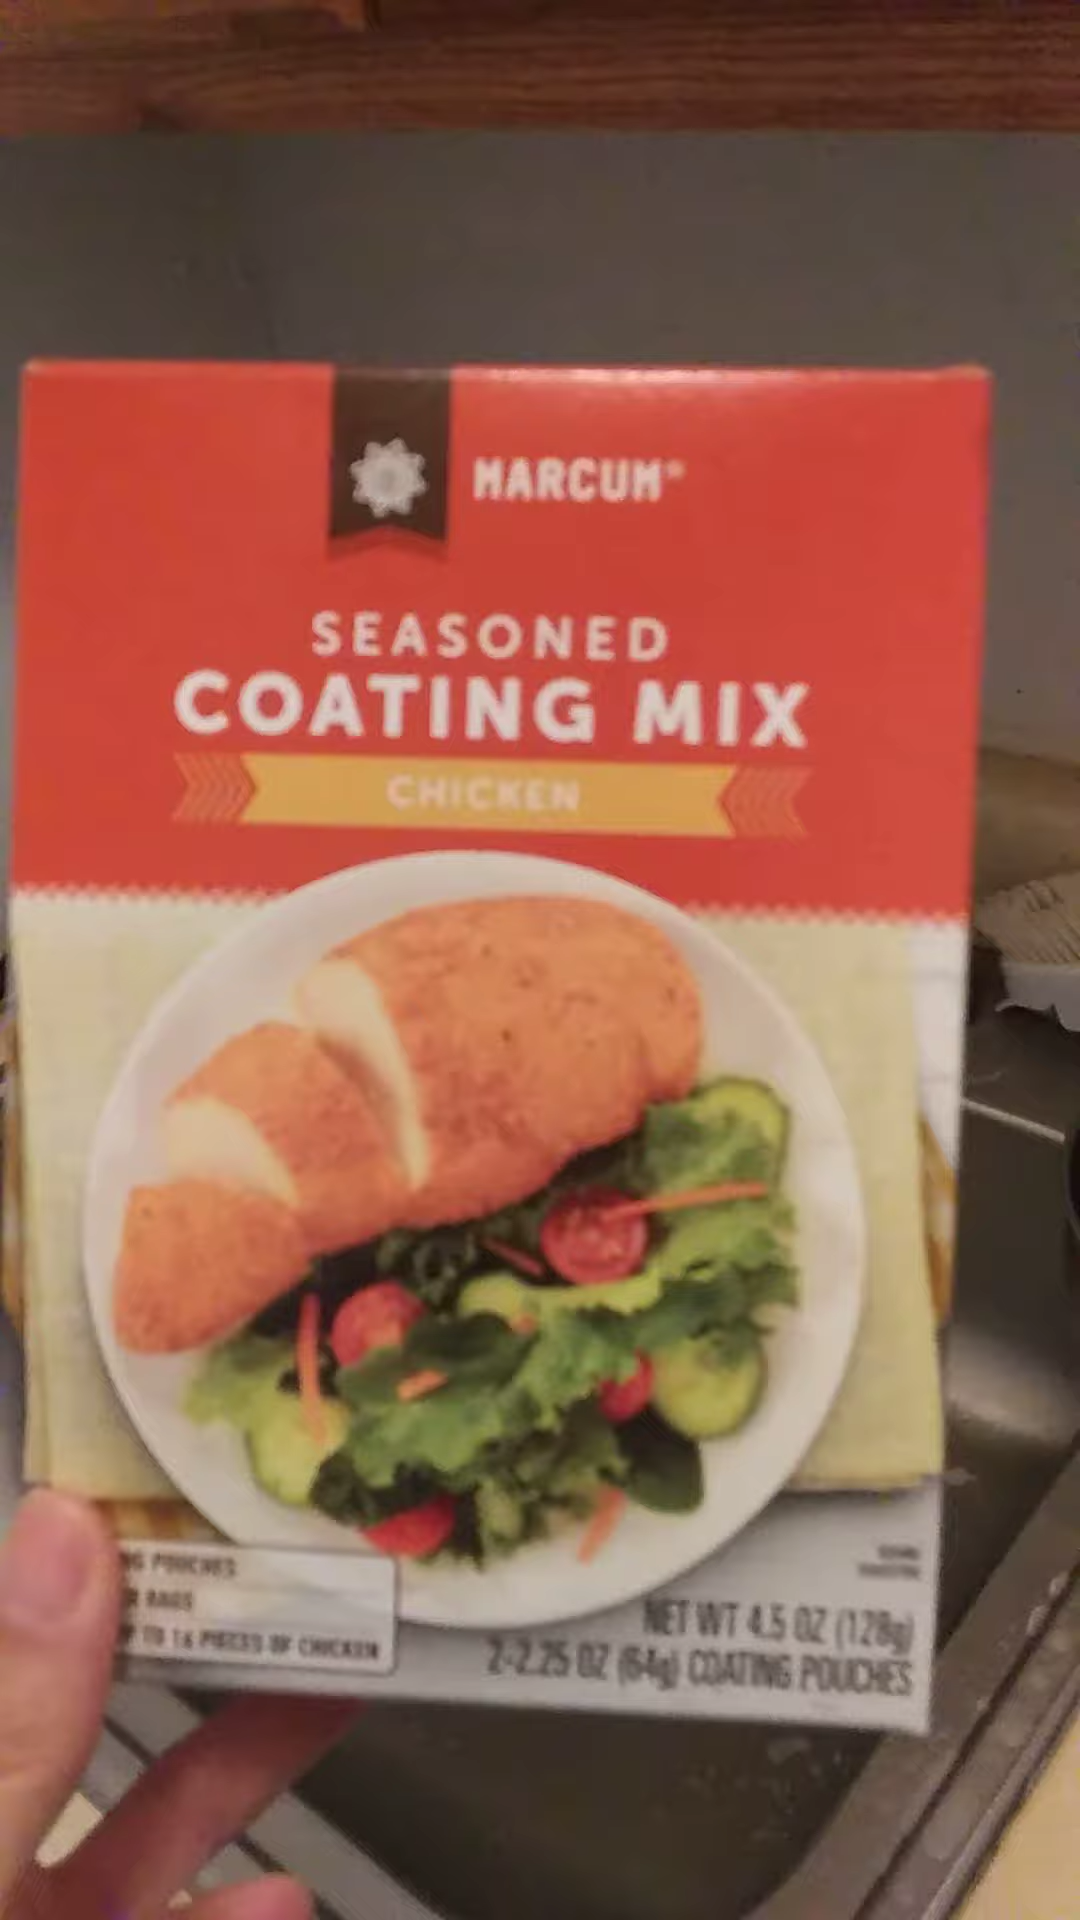 MARCUM®
SEASONED
COATING MIX
CHICKEN
NG POUCHES
R BAGS
TO 16 PIECES OF CHICKEN
NET WT 4.5 OZ (128g)
2-2.25 OZ (64g) COATING POUCHES